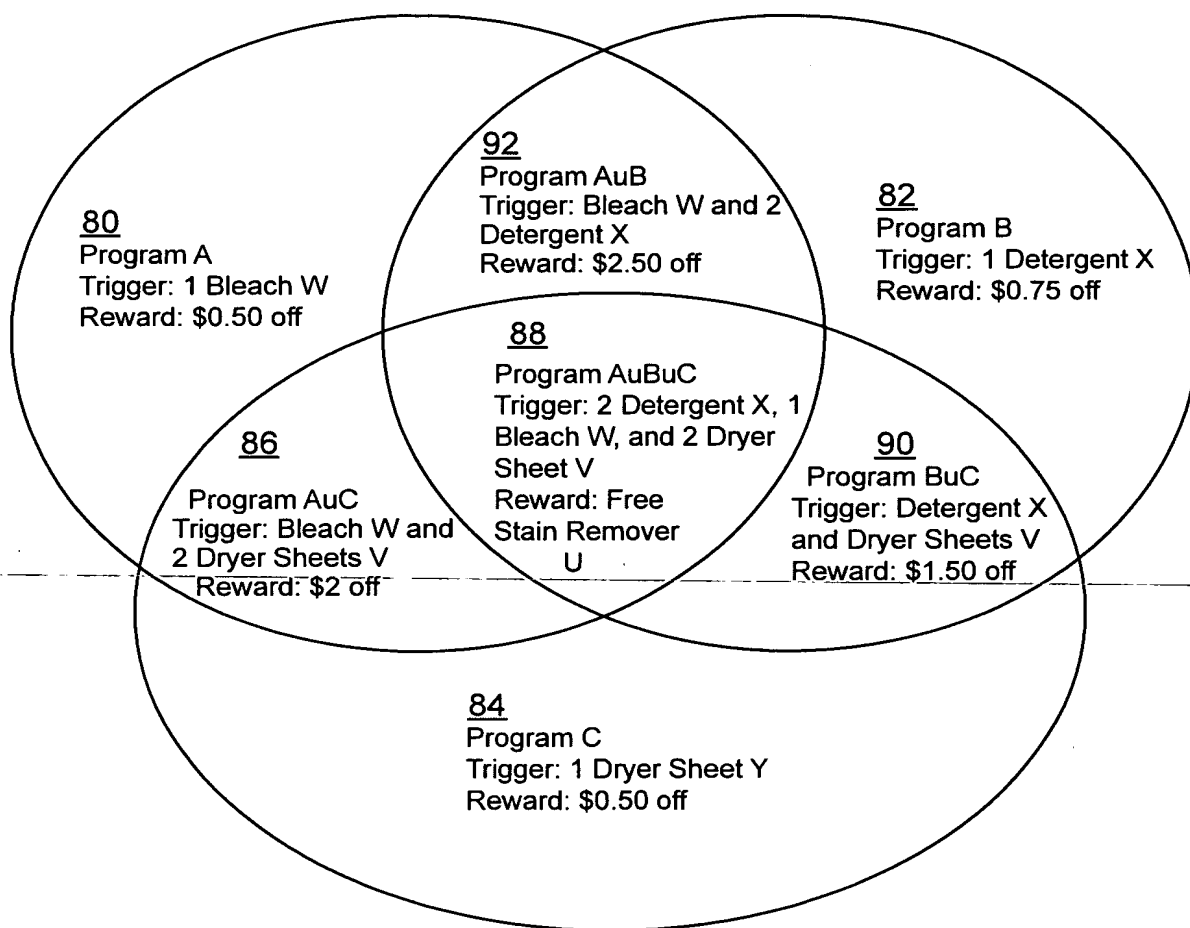 92
Program AuB
Trigger: Bleach W and 2
Detergent X
Reward: $2.50 off
80
Program A
Trigger: 1 Bleach W
Reward: $0.50 off
82
Program B
Trigger: 1 Detergent X
Reward: $0.75 off
88
Program AuBuC
Trigger: 2 Detergent X, 1
Bleach W, and 2 Dryer
Sheet V
Reward: Free
Stain Remover
U
86
Program AuC
Trigger: Bleach W and
2 Dryer Sheets V
Reward: $2 off
90
Program BuC
Trigger: Detergent X
and Dryer Sheets V
Reward: $1.50 off
84
Program C
Trigger: 1 Dryer Sheet Y
Reward: $0.50 off